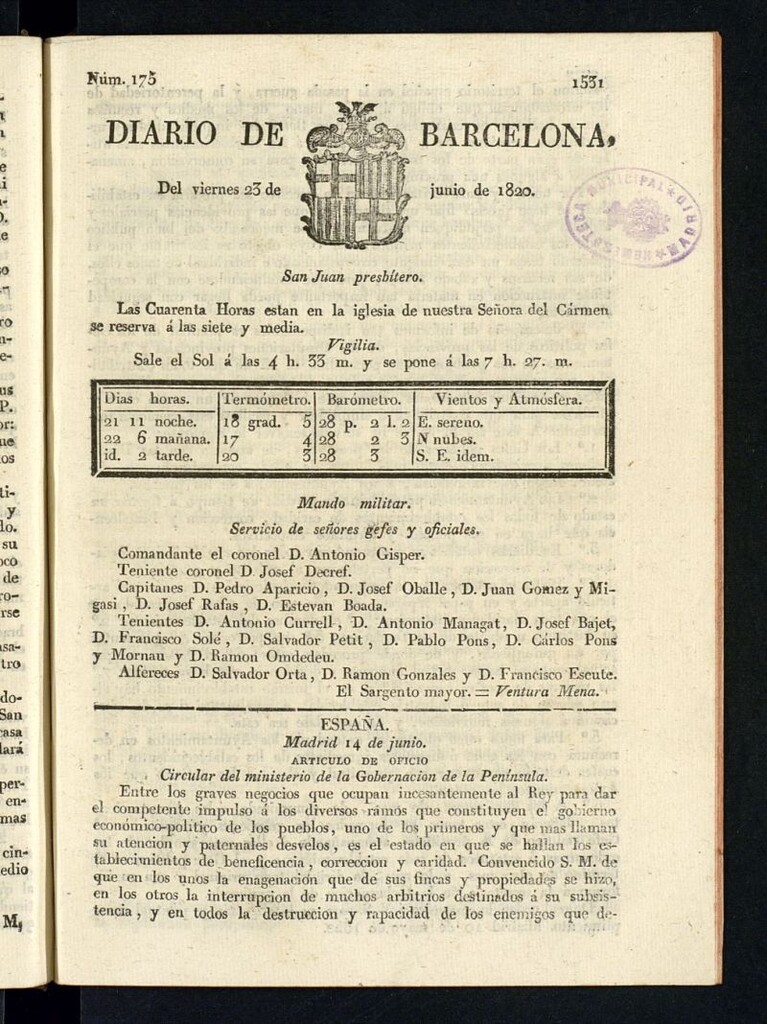 Núm. 175 1531
DIARIO DE BARCELONA,
Del viernes 23 de junio de 1820.
HEMEROTECA MUNICIPAL MADRID
San Juan presbítero.
Las Cuarenta Horas estan en la iglesia de nuestra Señora del Cármen
se reserva á las siete y media.
Vigilia.
Sale el Sol á las 4 h. 33 m. y se pone á las 7 h. 27. m.
Dias horas. Termómetro. Barómetro. Vientos y Atmósfera.
21 11 noche. 18 grad. 5 28 p. 2 l. 2 E. sereno.
22 6 mañana. 17 4 28 2 3 N nubes.
id. 2 tarde. 20 3 28 3 S. E. idem.
Mando militar.
Servicio de señores gefes y oficiales.
Comandante el coronel D. Antonio Gisper.
Teniente coronel D Josef Decref.
Capitanes D. Pedro Aparicio, D. Josef Oballe, D. Juan Gomez y Mi-
gasi, D. Josef Rafas, D. Estevan Boada.
Tenientes D. Antonio Currell, D. Antonio Managat, D. Josef Bajet,
D. Francisco Solé, D. Salvador Petit, D. Pablo Pons, D. Cárlos Pons
y Mornau y D. Ramon Omdedeu.
Alfereces D. Salvador Orta, D. Ramon Gonzales y D. Francisco Escute.
El Sargento mayor. = Ventura Mena.
ESPAÑA.
Madrid 14 de junio.
ARTICULO DE OFICIO
Circular del ministerio de la Gobernacion de la Península.
Entre los graves negocios que ocupan incesantemente al Rey para dar
el competente impulso á los diversos ramos que constituyen el gobierno
económico-político de los pueblos, uno de los primeros y que mas llaman
su atencion y paternales desvelos, es el estado en que se hallan los es-
tablecimientos de beneficencia, correccion y caridad. Convencido S. M. de
que en los unos la enagenación que de sus fincas y propiedades se hizo,
en los otros la interrupcion de muchos arbitrios destinados á su subsis-
tencia, y en todos la destruccion y rapacidad de los enemigos que de-